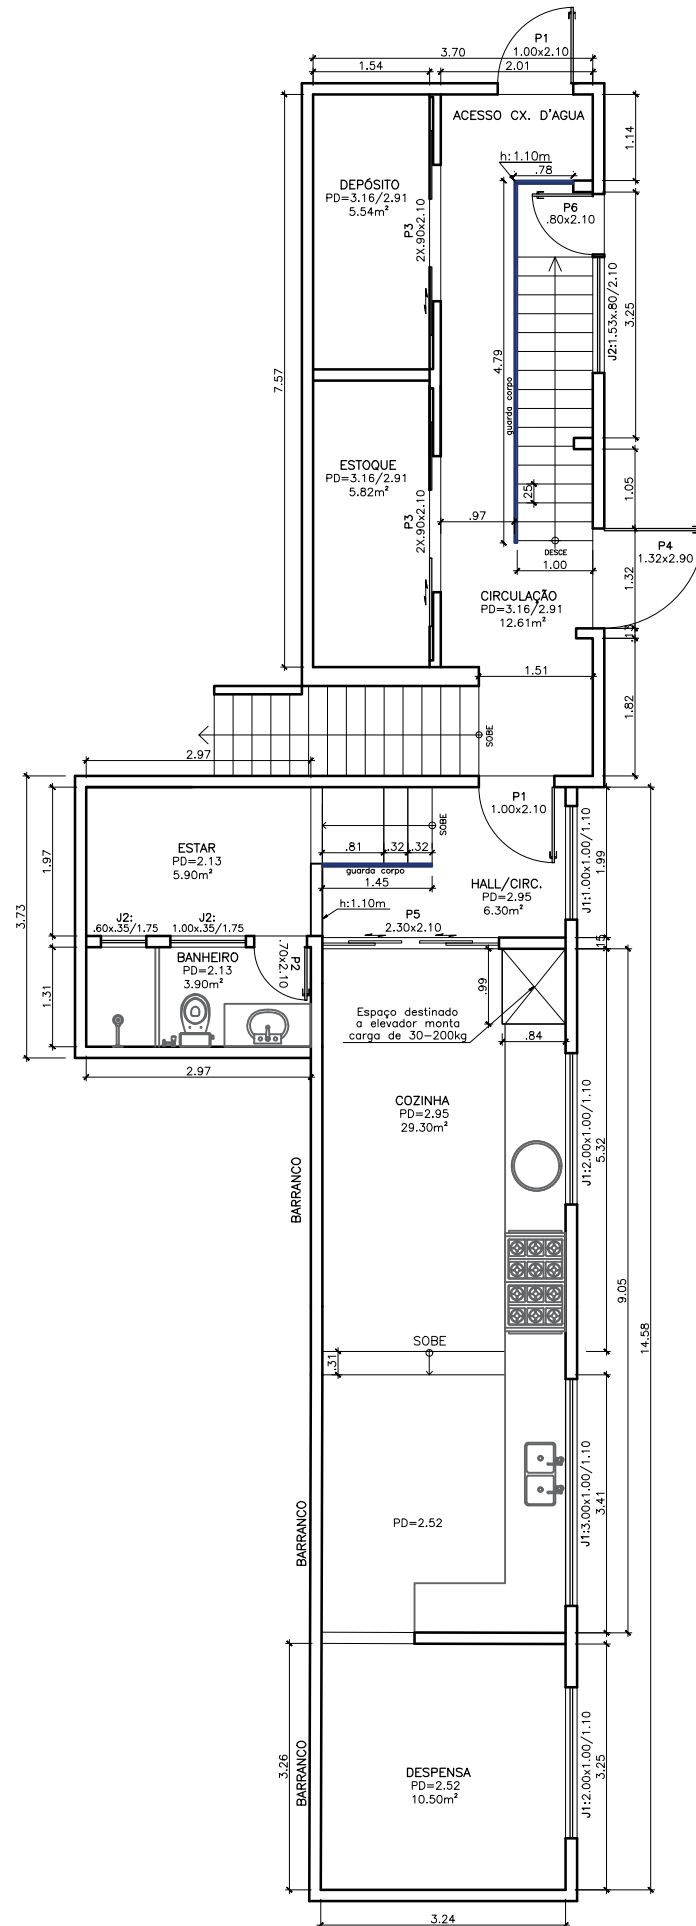 P1
1.00x2.10
3.70
1.54
2.01
ACESSO CX. D'AGUA
1.14
h:1.10m
.78
DEPÓSITO
PD=3.16/2.91
5.54m²
P3
2X.90x2.10
P6
.80x2.10
J2:1.53x.80/2.10
3.25
7.57
4.79
guarda corpo
ESTOQUE
PD=3.16/2.91
5.82m²
P3
2X.90x2.10
.25
1.05
.97
DESCE
1.00
P4
1.32x2.90
1.32
CIRCULAÇÃO
PD=3.16/2.91
12.61m²
1.51
1.82
SOBE
2.97
P1
1.00x2.10
ESTAR
PD=2.13
5.90m²
1.97
3.73
SOBE
.81
.32
.32
guarda corpo
1.45
HALL/CIRC.
PD=2.95
6.30m²
J1:1.00x1.00/1.10
1.99
h:1.10m
J2:
.60x.35/1.75
J2:
1.00x.35/1.75
P5
2.30x2.10
.15
BANHEIRO
PD=2.13
3.90m²
P2
.70x2.10
1.31
.99
Espaço destinado
a elevador monta
carga de 30-200kg
.84
2.97
COZINHA
PD=2.95
29.30m²
J1:2.00x1.00/1.10
5.32
BARRANCO
9.05
14.58
SOBE
.31
J1:3.00x1.00/1.10
3.41
PD=2.52
BARRANCO
3.26
BARRANCO
DESPENSA
PD=2.52
10.50m²
J1:2.00x1.00/1.10
3.25
3.24